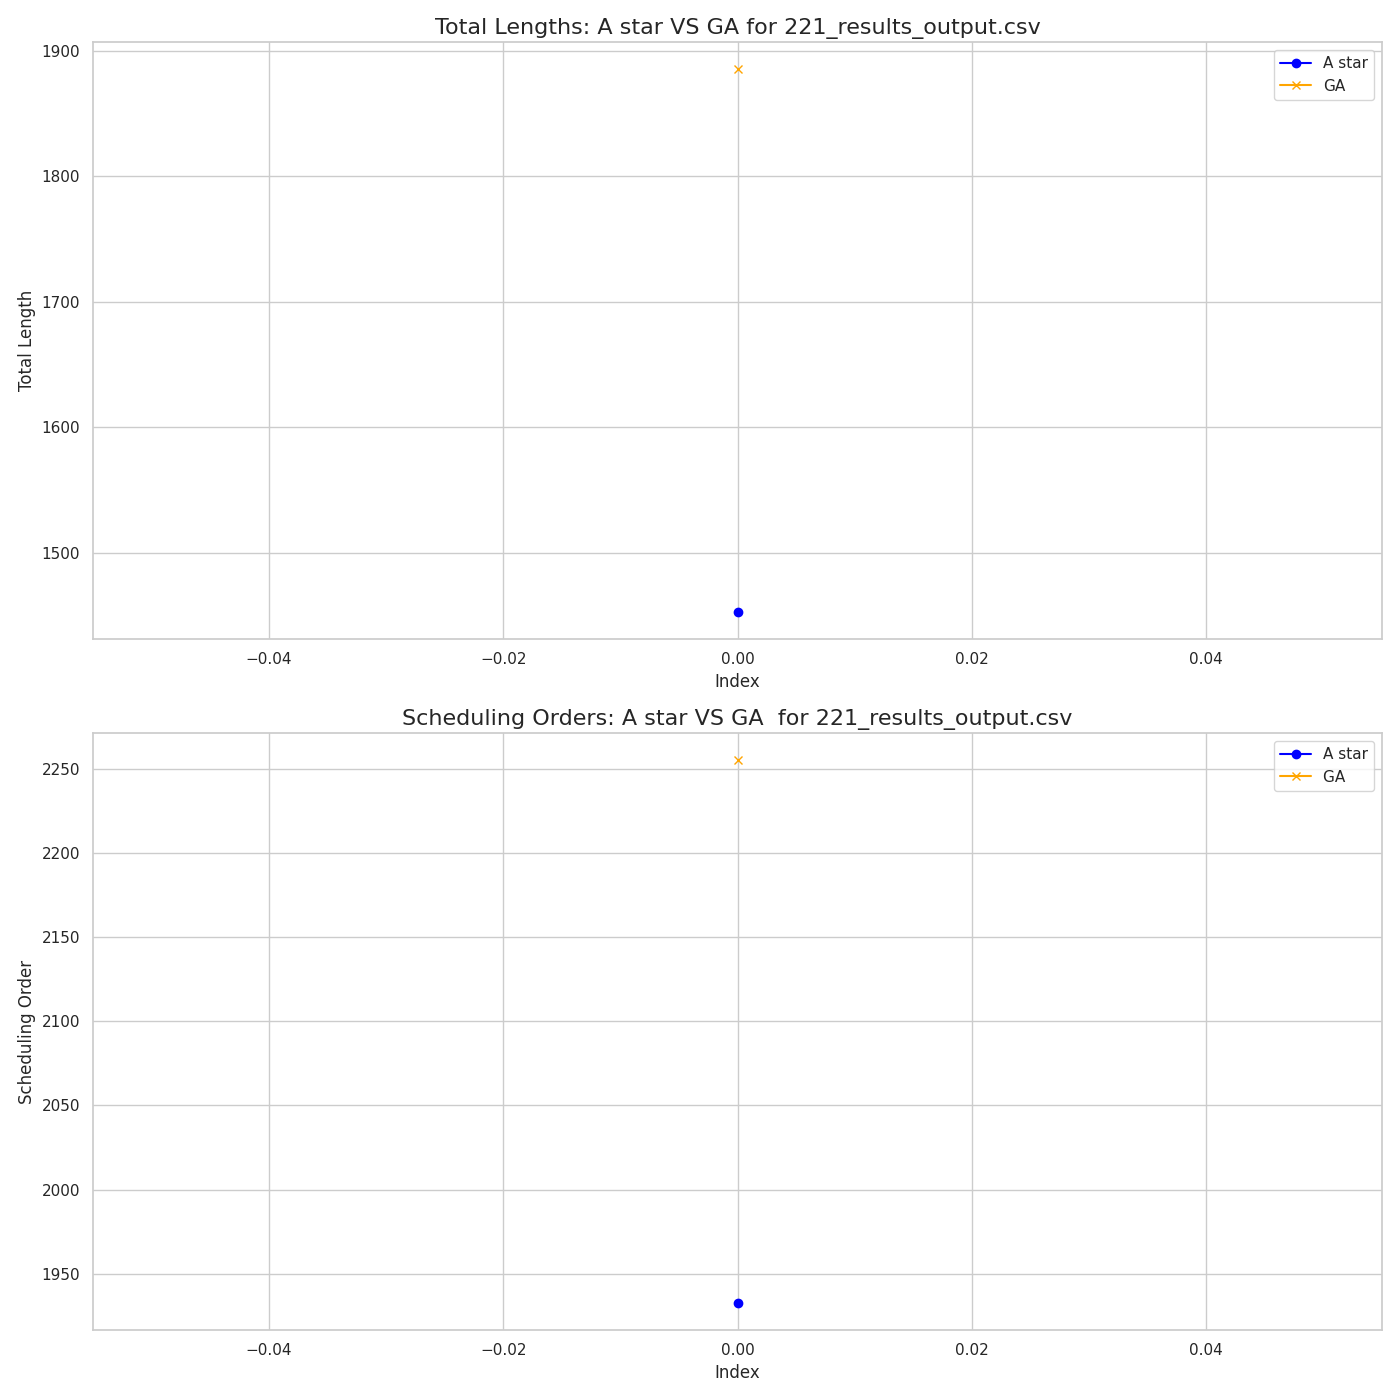 Total Lengths: A star VS GA for 221_results_output.csv
1900
1800
1700
1600
1500
Total Length
A star
GA
−0.04
−0.02
0.00
0.02
0.04
Index
Scheduling Orders: A star VS GA  for 221_results_output.csv
2250
2200
2150
2100
2050
2000
1950
Scheduling Order
A star
GA
−0.04
−0.02
0.00
0.02
0.04
Index